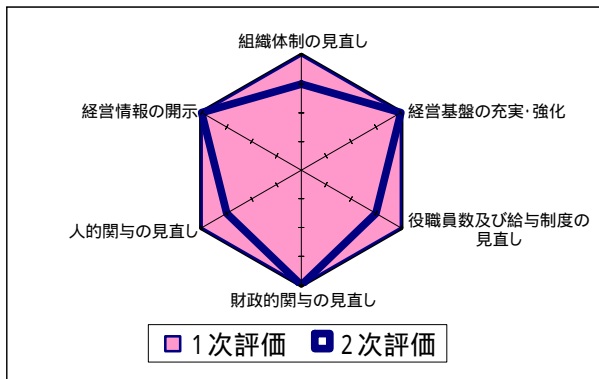 組織体制の見直し
経営情報の開示
経営基盤の充実・強化
人的関与の見直し
役職員数及び給与制度の
見直し
財政的関与の見直し
1次評価 2次評価